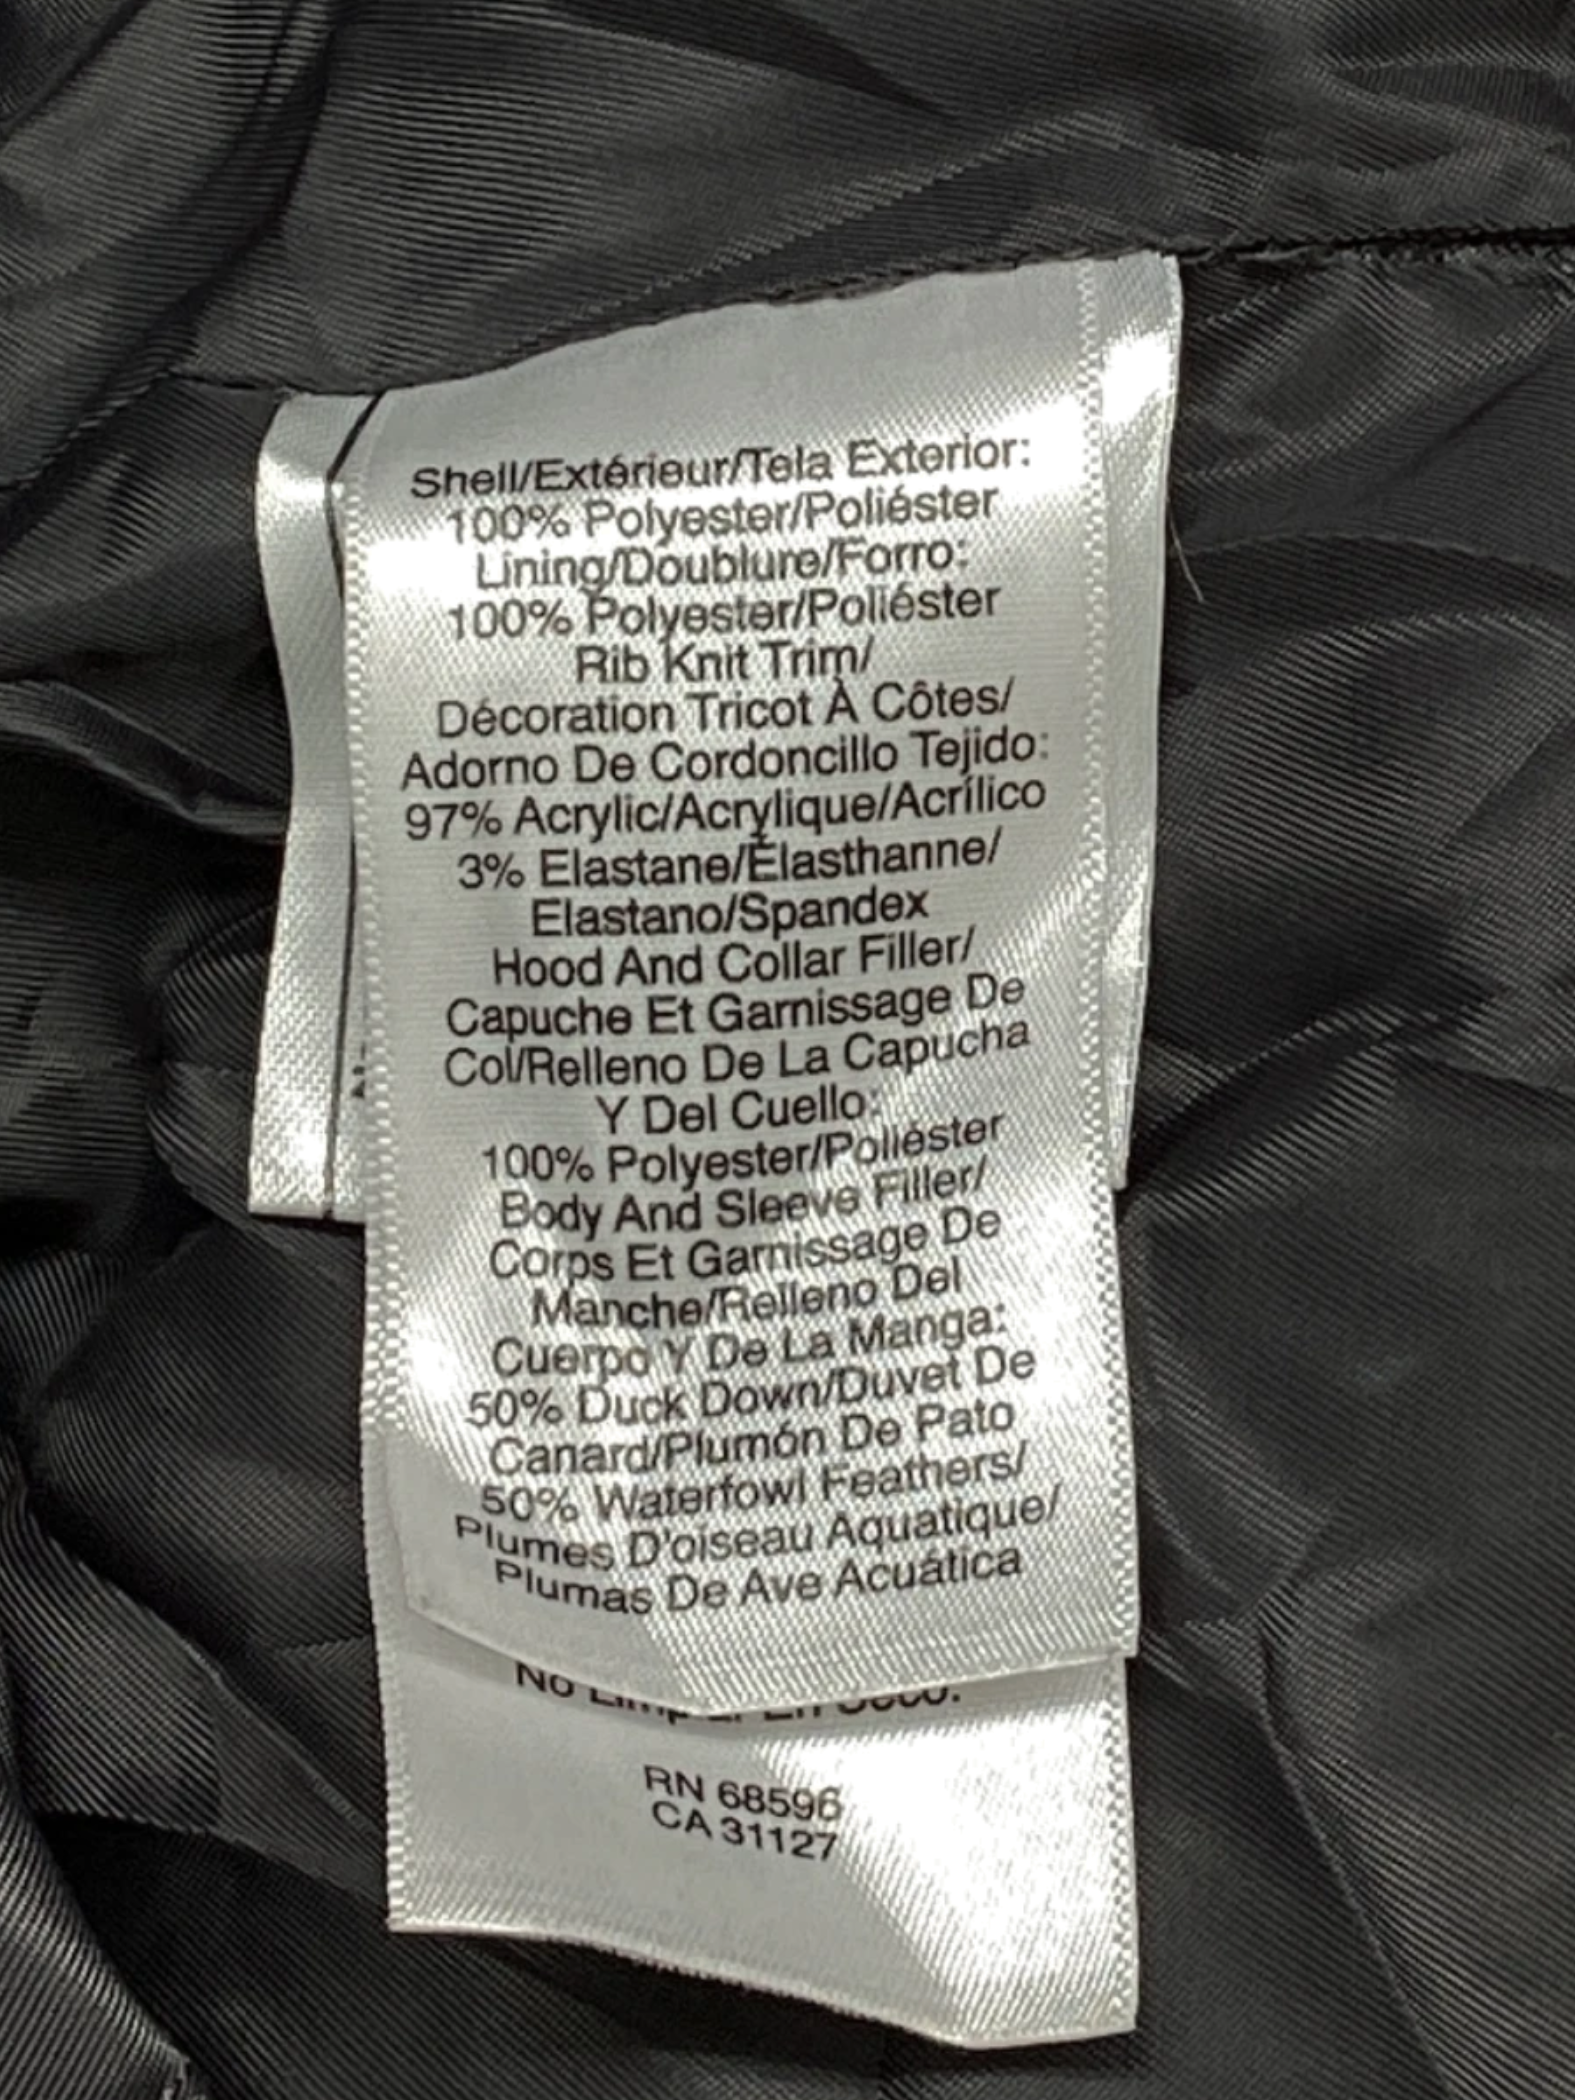 Shell/Extérieur/Tela Exterior:
100% Polyester/Poliéster
Lining/Doublure/Forro:
100% Polyester/Poliéster
Rib Knit Trim/
Décoration Tricot À Côtes/
Adorno De Cordoncillo Tejido:
97% Acrylic/Acrylique/Acrílico
3% Elastane/Élasthanne/
Elastano/Spandex
Hood And Collar Filler/
Capuche Et Garnissage De
Col/Relleno De La Capucha
Y Del Cuello:
100% Polyester/Poliéster
Body And Sleeve Filler/
Corps Et Garnissage De
Manche/Relleno Del
Cuerpo Y De La Manga:
50% Duck Down/Duvet De
Canard/Plumón De Pato
50% Waterfowl Feathers/
Plumes D'oiseau Aquatique/
Plumas De Ave Acuática
No
RN 68596
CA 31127